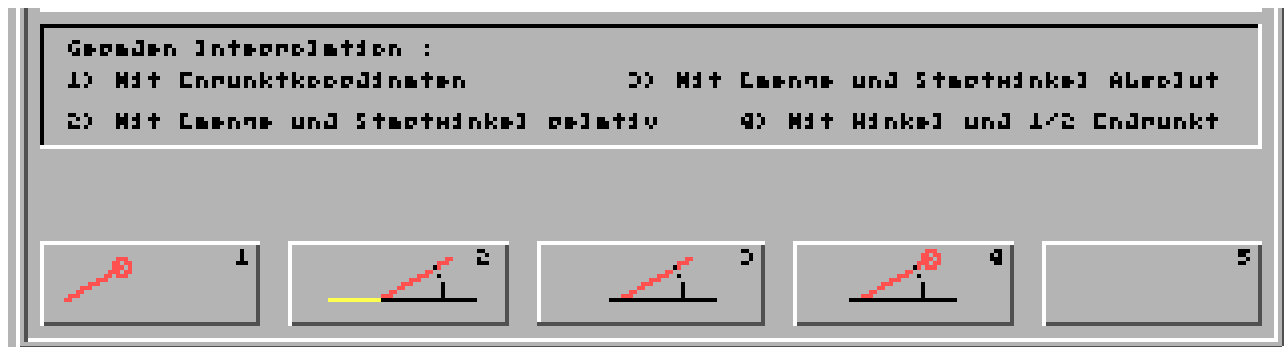 Geraden Interpolation :
1) Mit Endpunktkoordinaten
3) Mit Laenge und Startwinkel Absolut
2) Mit Laenge und Startwinkel relativ
4) Mit Winkel und 1/2 Endpunkt
1
2
3
4
5